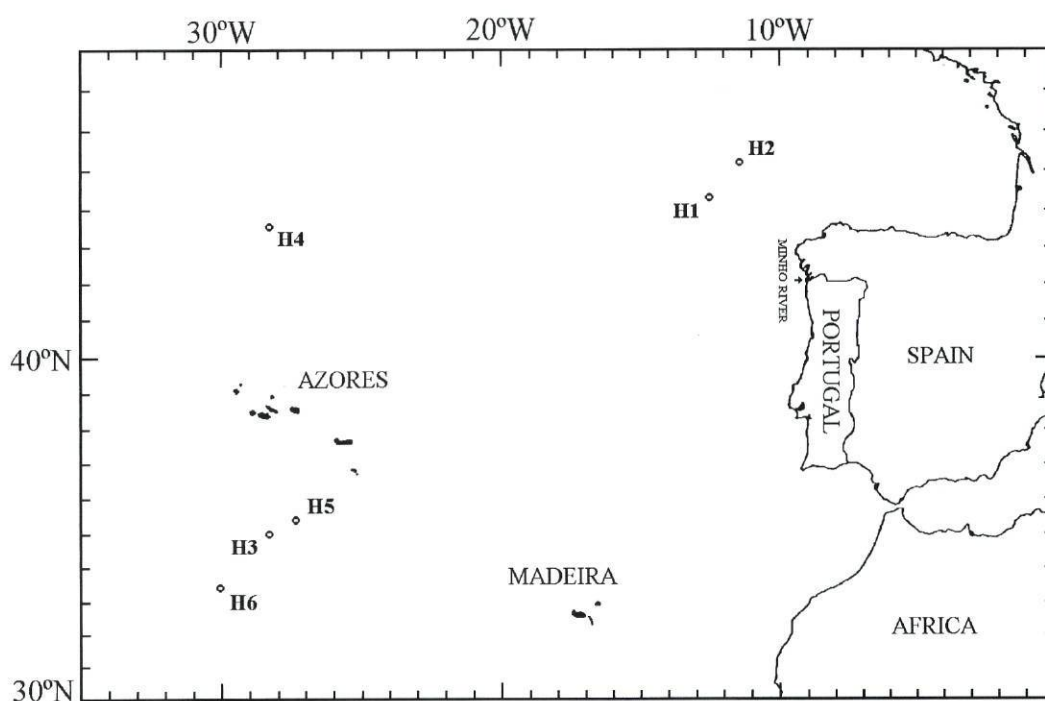 30ºW 20ºW 10ºW
H2
H1
H4
MINHO RIVER
PORTUGAL
40ºN
SPAIN
AZORES
H5
H3
MADEIRA
H6
AFRICA
30ºN